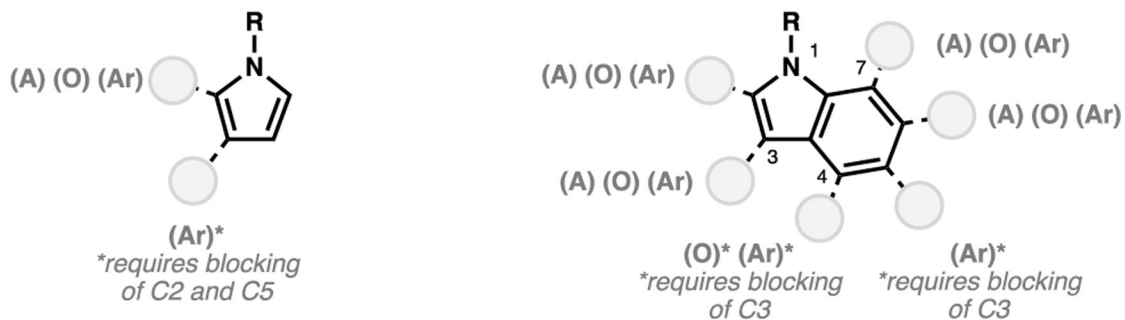 R
N
(A) (O) (Ar)
(Ar)*
*requires blocking
of C2 and C5
R
N
1
7
(A) (O) (Ar)
(A) (O) (Ar)
(A) (O) (Ar)
3
4
(A) (O) (Ar)
(O)* (Ar)*
*requires blocking
of C3
(Ar)*
*requires blocking
of C3